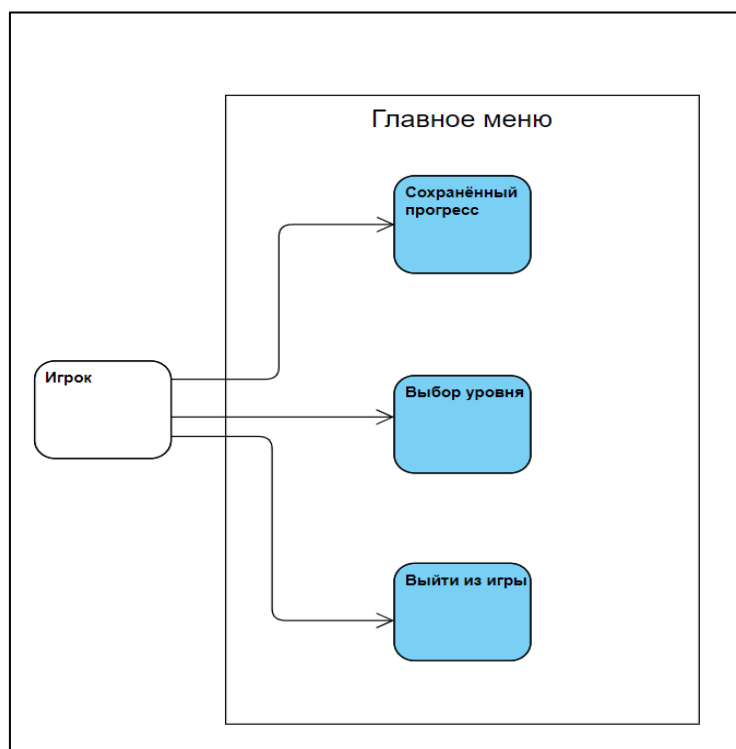 Главное меню
Сохранённый
прогресс
Игрок
Выбор уровня
Выйти из игры